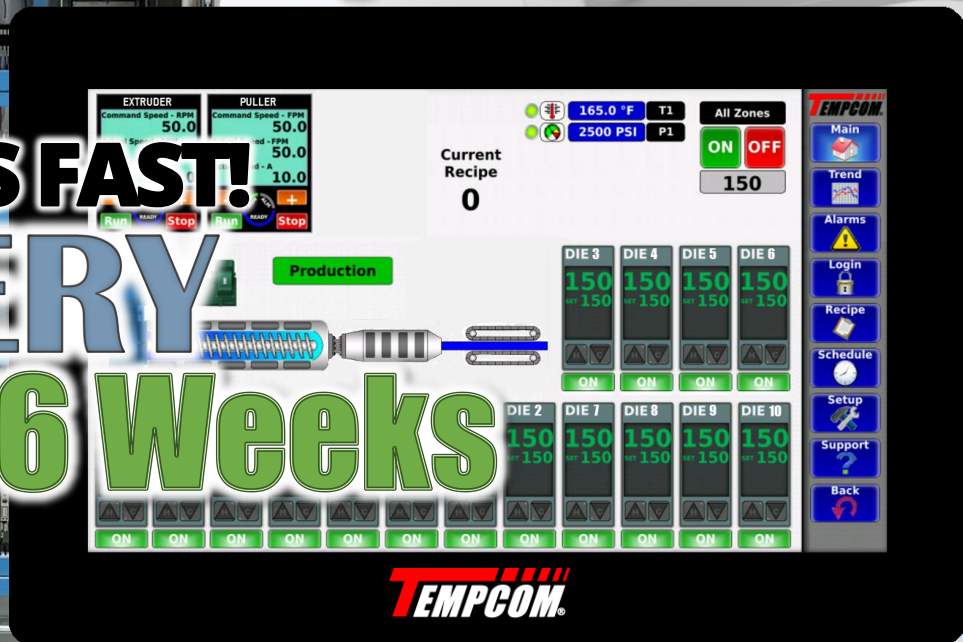 EXTRUDER
PULLER
Command Speed - RPM
Command Speed - FPM
50.0
50.0
50.0
10.0
Run
READY
Stop
Run
READY
Stop
S FAST!
ERY
6 Weeks
Current
Recipe
0
165.0 °F
T1
2500 PSI
P1
All Zones
ON
OFF
150
Production
DIE 3
DIE 4
DIE 5
DIE 6
150
150
150
150
SET 150
SET 150
SET 150
SET 150
ON
ON
ON
ON
DIE 2
DIE 7
DIE 8
DIE 9
DIE 10
150
150
150
150
150
SET 150
SET 150
SET 150
SET 150
SET 150
ON
ON
ON
ON
ON
ON
ON
ON
ON
ON
ON
ON
TEMPCOM
Main
Trend
Alarms
Login
Recipe
Schedule
Setup
Support
Back
TEMPCOM®